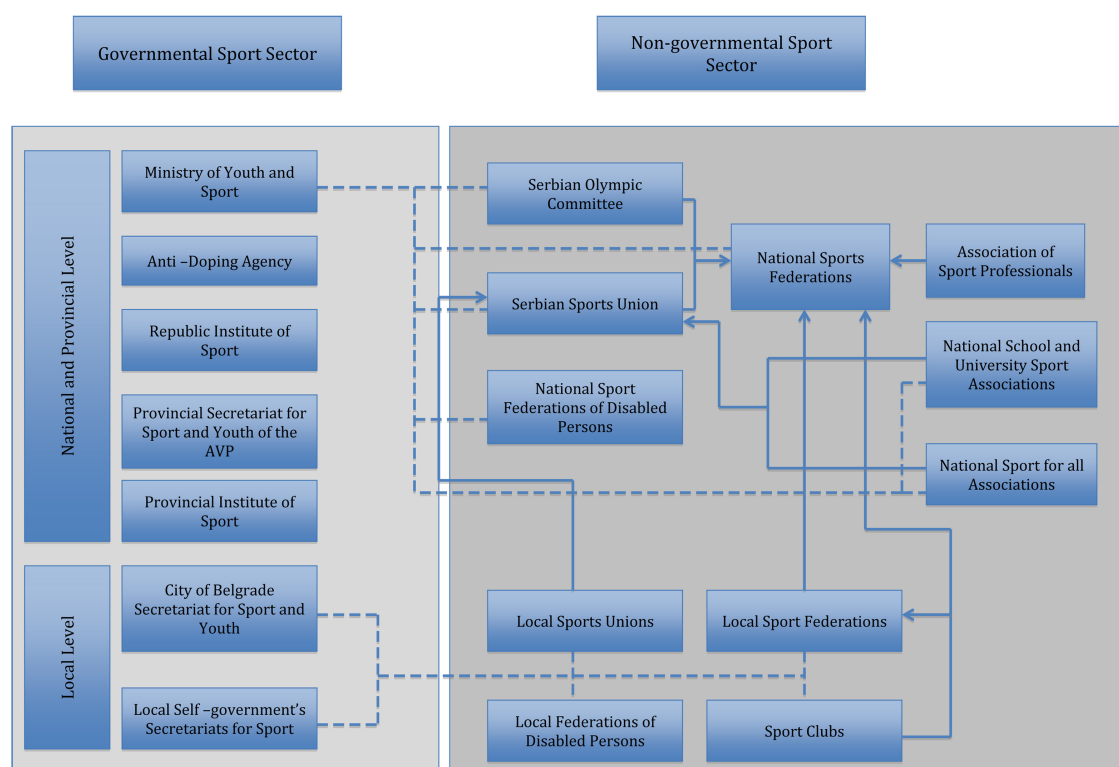 Governmental Sport Sector
Non-governmental Sport
Sector
National and Provincial Level
Ministry of Youth and
Sport
Anti –Doping Agency
Republic Institute of
Sport
Provincial Secretariat for
Sport and Youth of the
AVP
Provincial Institute of
Sport
Local Level
City of Belgrade
Secretariat for Sport and
Youth
Local Self –government’s
Secretariats for Sport
Serbian Olympic
Committee
Serbian Sports Union
National Sport
Federations of Disabled
Persons
National Sports
Federations
Association of
Sport Professionals
National School and
University Sport
Associations
National Sport for all
Associations
Local Sports Unions
Local Sport Federations
Local Federations of
Disabled Persons
Sport Clubs